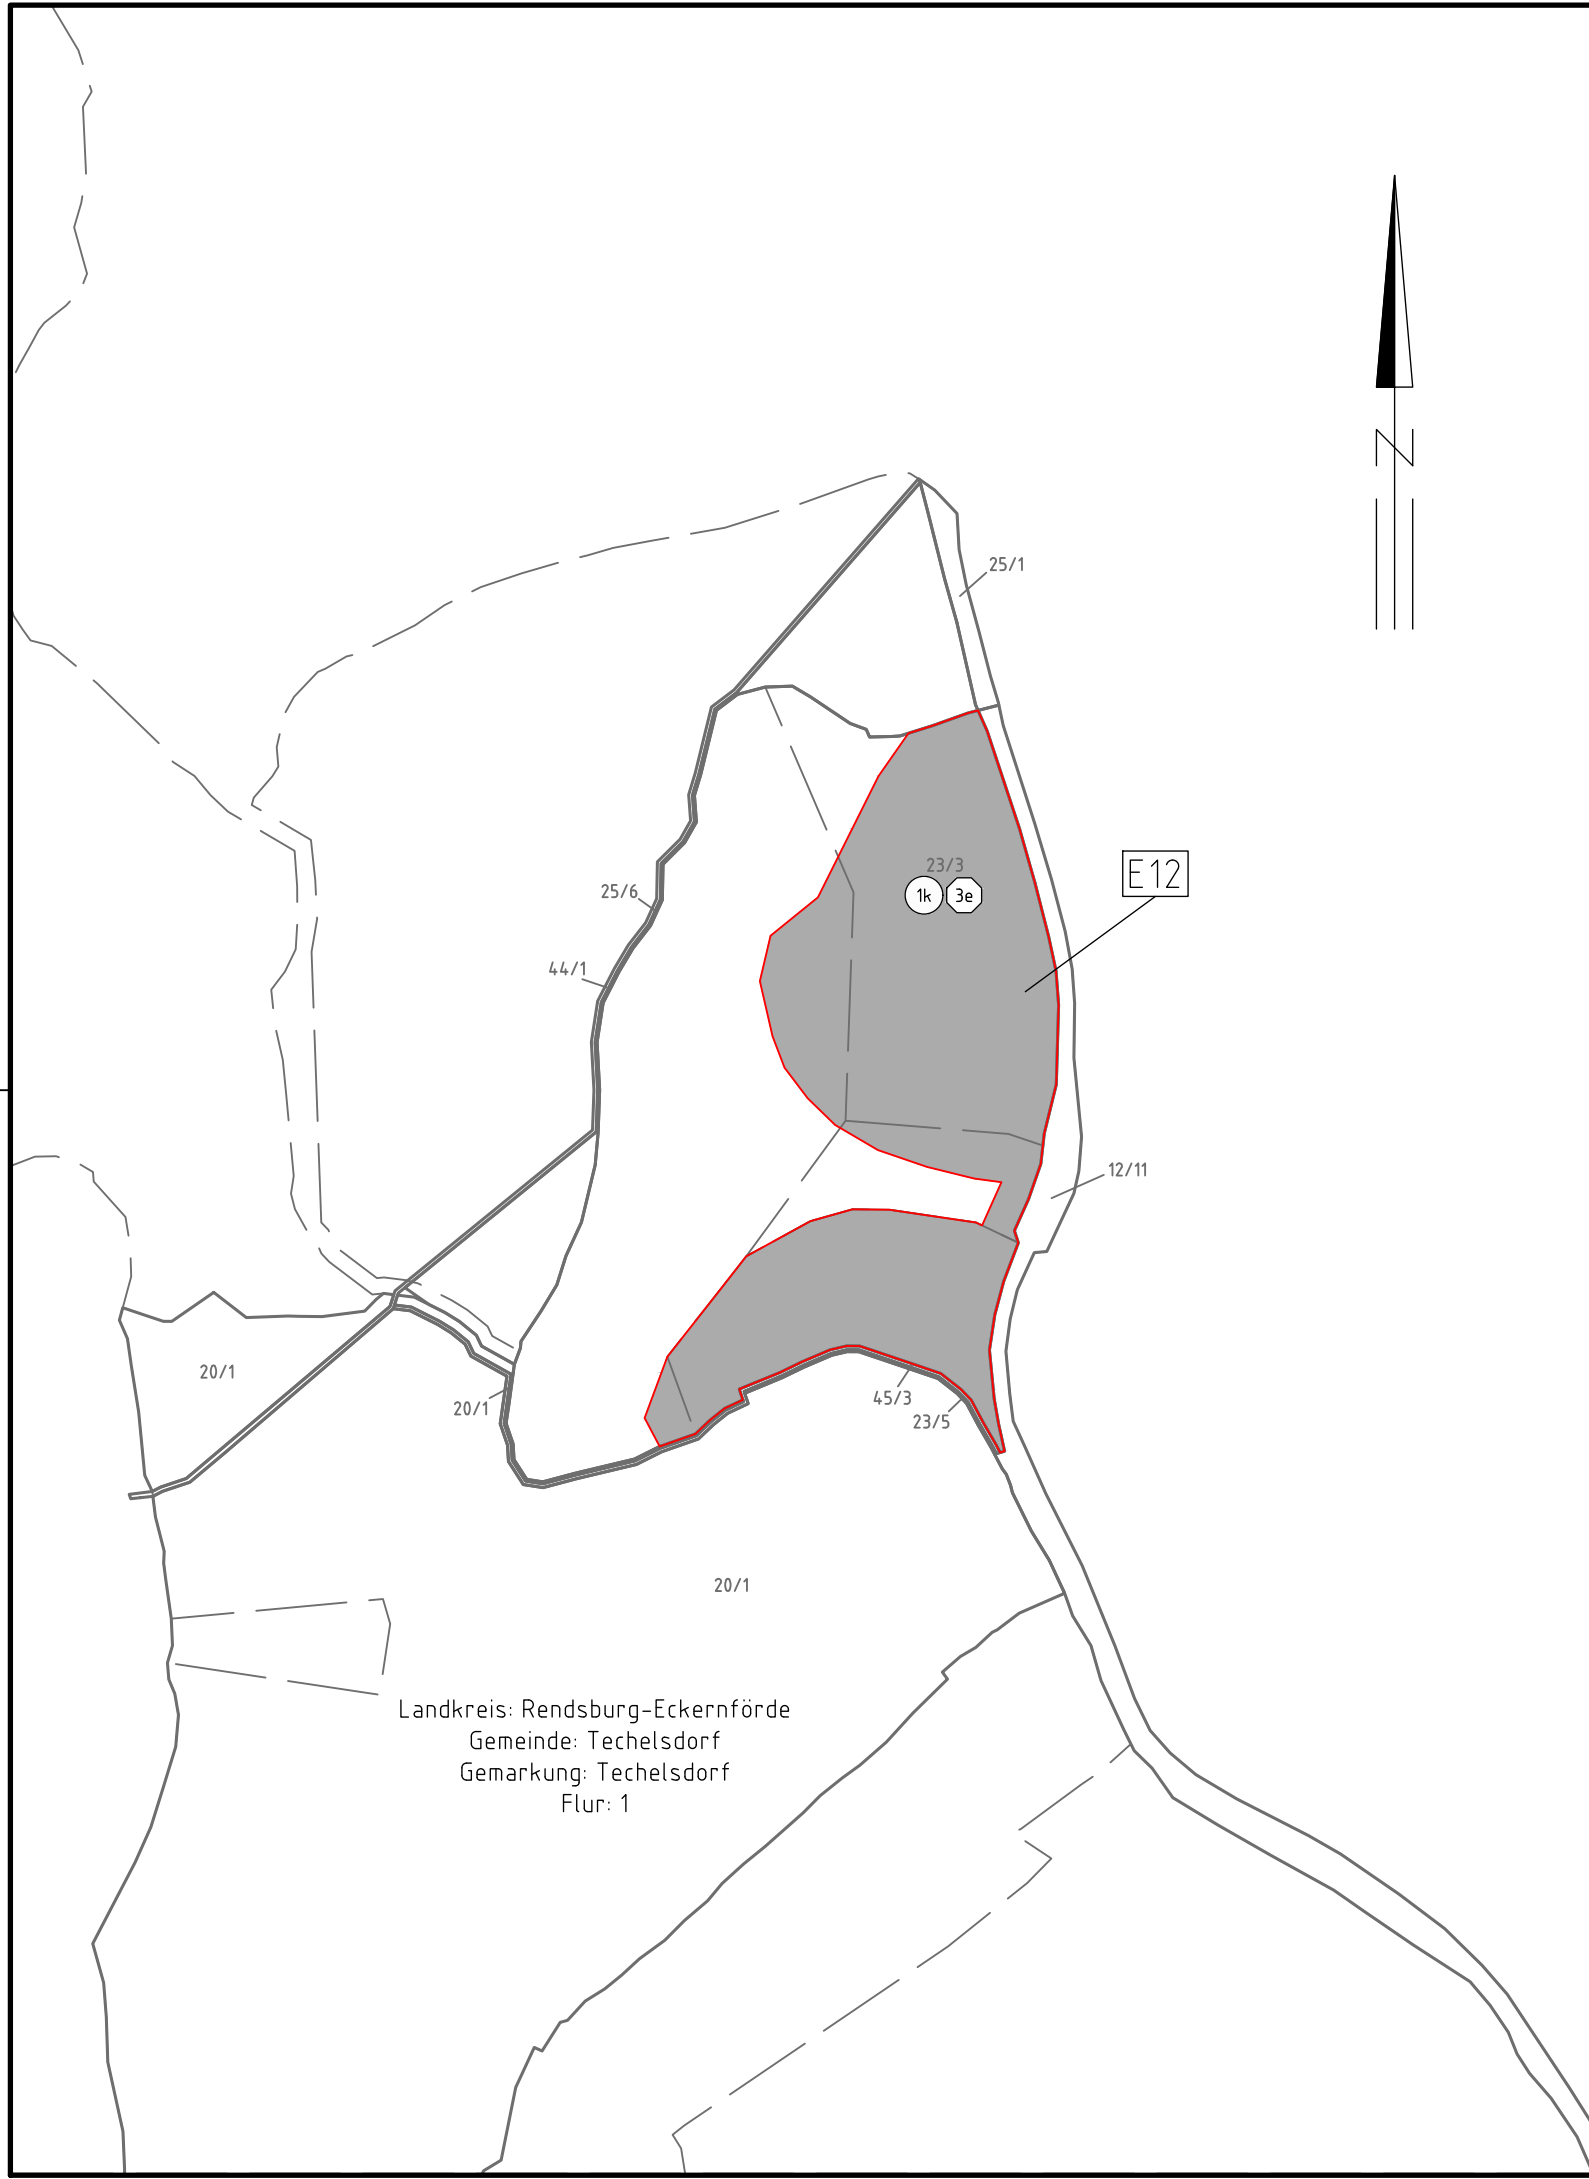 N
25/1
23/3
1k 3e
E12
25/6
44/1
12/11
20/1
20/1
45/3
23/5
20/1
Landkreis: Rendsburg-Eckernförde
Gemeinde: Techelsdorf
Gemarkung: Techelsdorf
Flur: 1